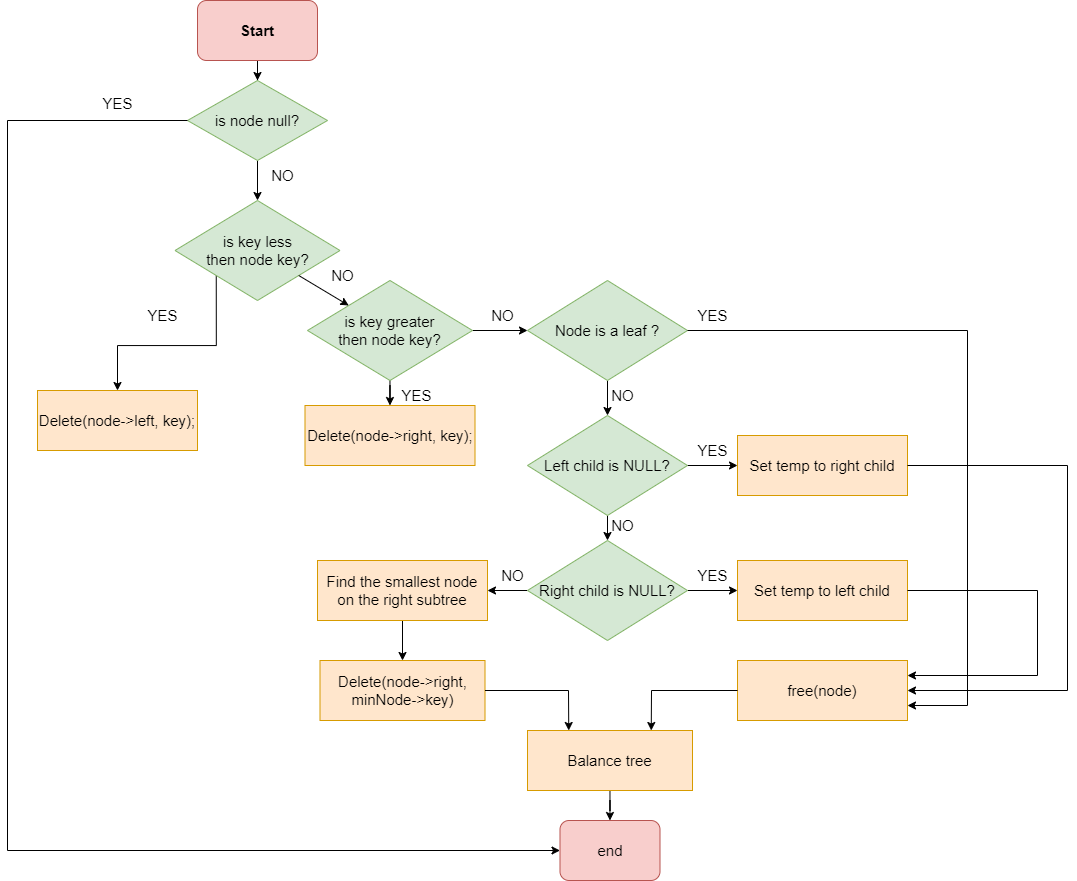 Start
YES
is node null?
NO
is key less
then node key?
NO
YES
is key greater
then node key?
NO
Node is a leaf ?
YES
Delete(node->left, key);
YES
Delete(node->right, key);
NO
Left child is NULL?
YES
Set temp to right child
NO
Find the smallest node
on the right subtree
NO
Right child is NULL?
YES
Set temp to left child
Delete(node->right,
minNode->key)
free(node)
Balance tree
end